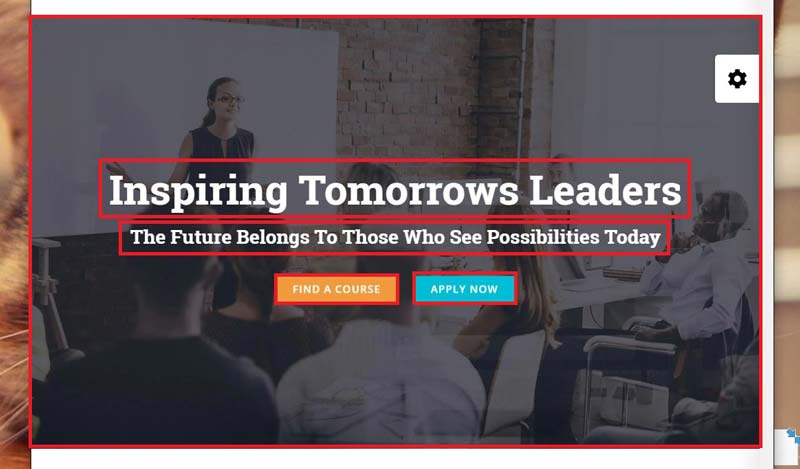 Inspiring Tomorrows Leaders
The Future Belongs To Those Who See Possibilities Today
FIND A COURSE
APPLY NOW